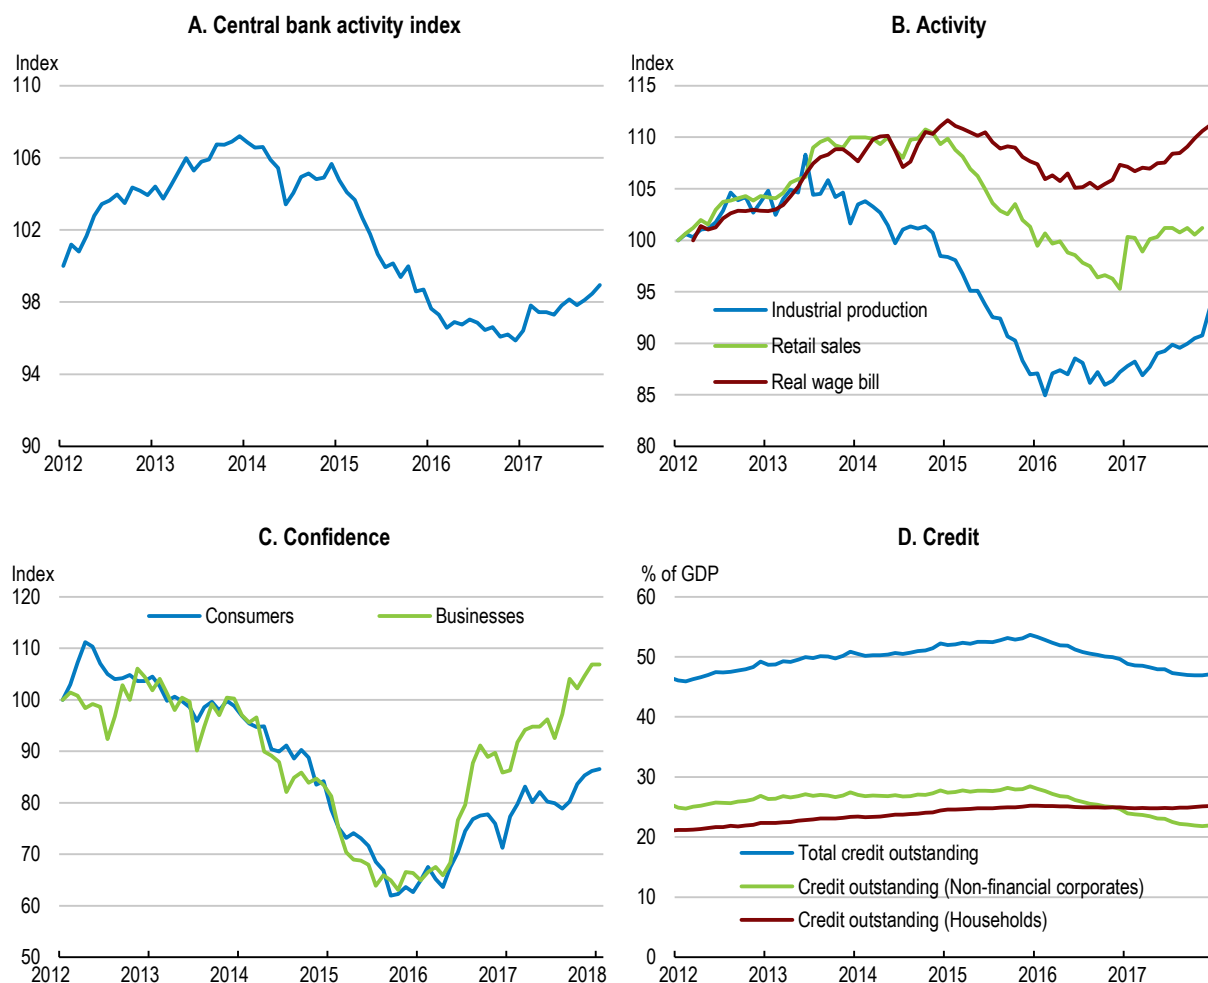 A. Central bank activity index
Index
110
106
102
98
94
90
2012 2013 2014 2015 2016 2017
B. Activity
Index
115
110
105
100
95
90
85
80
Industrial production
Retail sales
Real wage bill
2012 2013 2014 2015 2016 2017
C. Confidence
Index
120
110
100
90
80
70
60
50
Consumers Businesses
2012 2013 2014 2015 2016 2017 2018
D. Credit
% of GDP
60
50
40
30
20
10
0
Total credit outstanding
Credit outstanding (Non-financial corporates)
Credit outstanding (Households)
2012 2013 2014 2015 2016 2017